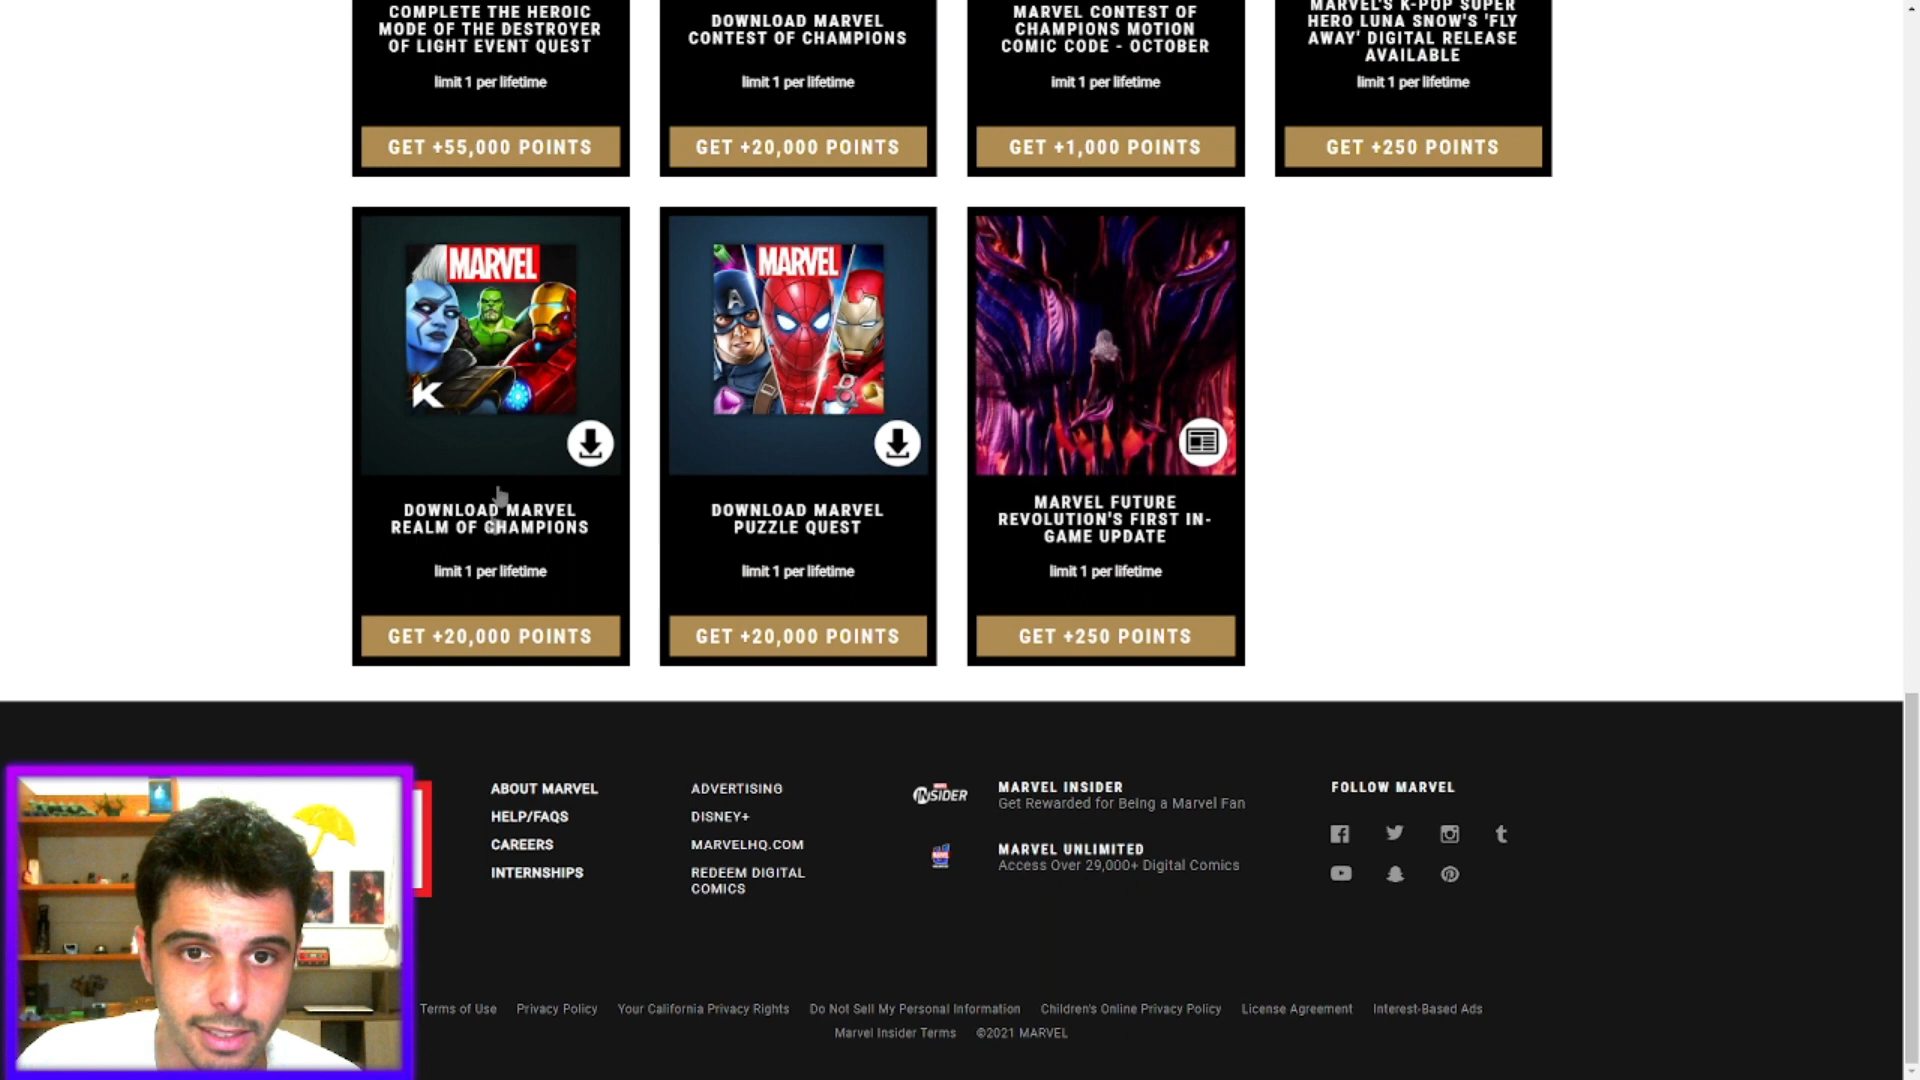 COMPLETE THE HEROIC
MODE OF THE DESTROYER
OF LIGHT EVENT QUEST
limit 1 per lifetime
GET +55,000 POINTS
DOWNLOAD MARVEL
CONTEST OF CHAMPIONS
limit 1 per lifetime
GET +20,000 POINTS
MARVEL CONTEST OF
CHAMPIONS MOTION
COMIC CODE - OCTOBER
imit 1 per lifetime
GET +1,000 POINTS
MARVEL'S K-POP SUPER
HERO LUNA SNOW'S 'FLY
AWAY' DIGITAL RELEASE
AVAILABLE
limit 1 per lifetime
GET +250 POINTS
MARVEL
K
DOWNLOAD MARVEL
REALM OF CHAMPIONS
limit 1 per lifetime
GET +20,000 POINTS
MARVEL
A
DOWNLOAD MARVEL
PUZZLE QUEST
limit 1 per lifetime
GET +20,000 POINTS
MARVEL FUTURE
REVOLUTION'S FIRST IN-
GAME UPDATE
limit 1 per lifetime
GET +250 POINTS
ABOUT MARVEL
HELP/FAQS
CAREERS
INTERNSHIPS
ADVERTISING
DISNEY+
MARVELHQ.COM
REDEEM DIGITAL
COMICS
INSIDER
MARVEL INSIDER
Get Rewarded for Being a Marvel Fan
MARVEL UNLIMITED
Access Over 29,000+ Digital Comics
FOLLOW MARVEL
Terms of Use
Privacy Policy
Your California Privacy Rights
Do Not Sell My Personal Information
Children's Online Privacy Policy
License Agreement
Interest-Based Ads
Marvel Insider Terms
©2021 MARVEL